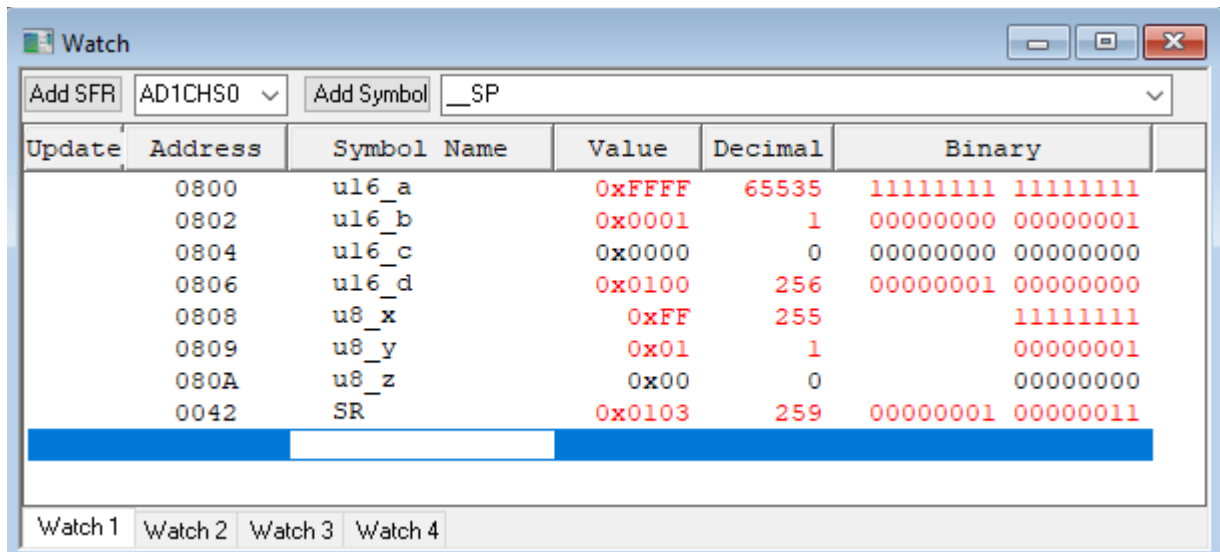 Watch
Add SFR AD1CHS0 Add Symbol __SP
Update Address Symbol Name Value Decimal Binary
0800 u16_a 0xFFFF 65535 11111111 11111111
0802 u16_b 0x0001 1 00000000 00000001
0804 u16_c 0x0000 0 00000000 00000000
0806 u16_d 0x0100 256 00000001 00000000
0808 u8_x 0xFF 255 11111111
0809 u8_y 0x01 1 00000001
080A u8_z 0x00 0 00000000
0042 SR 0x0103 259 00000001 00000011
Watch 1 Watch 2 Watch 3 Watch 4